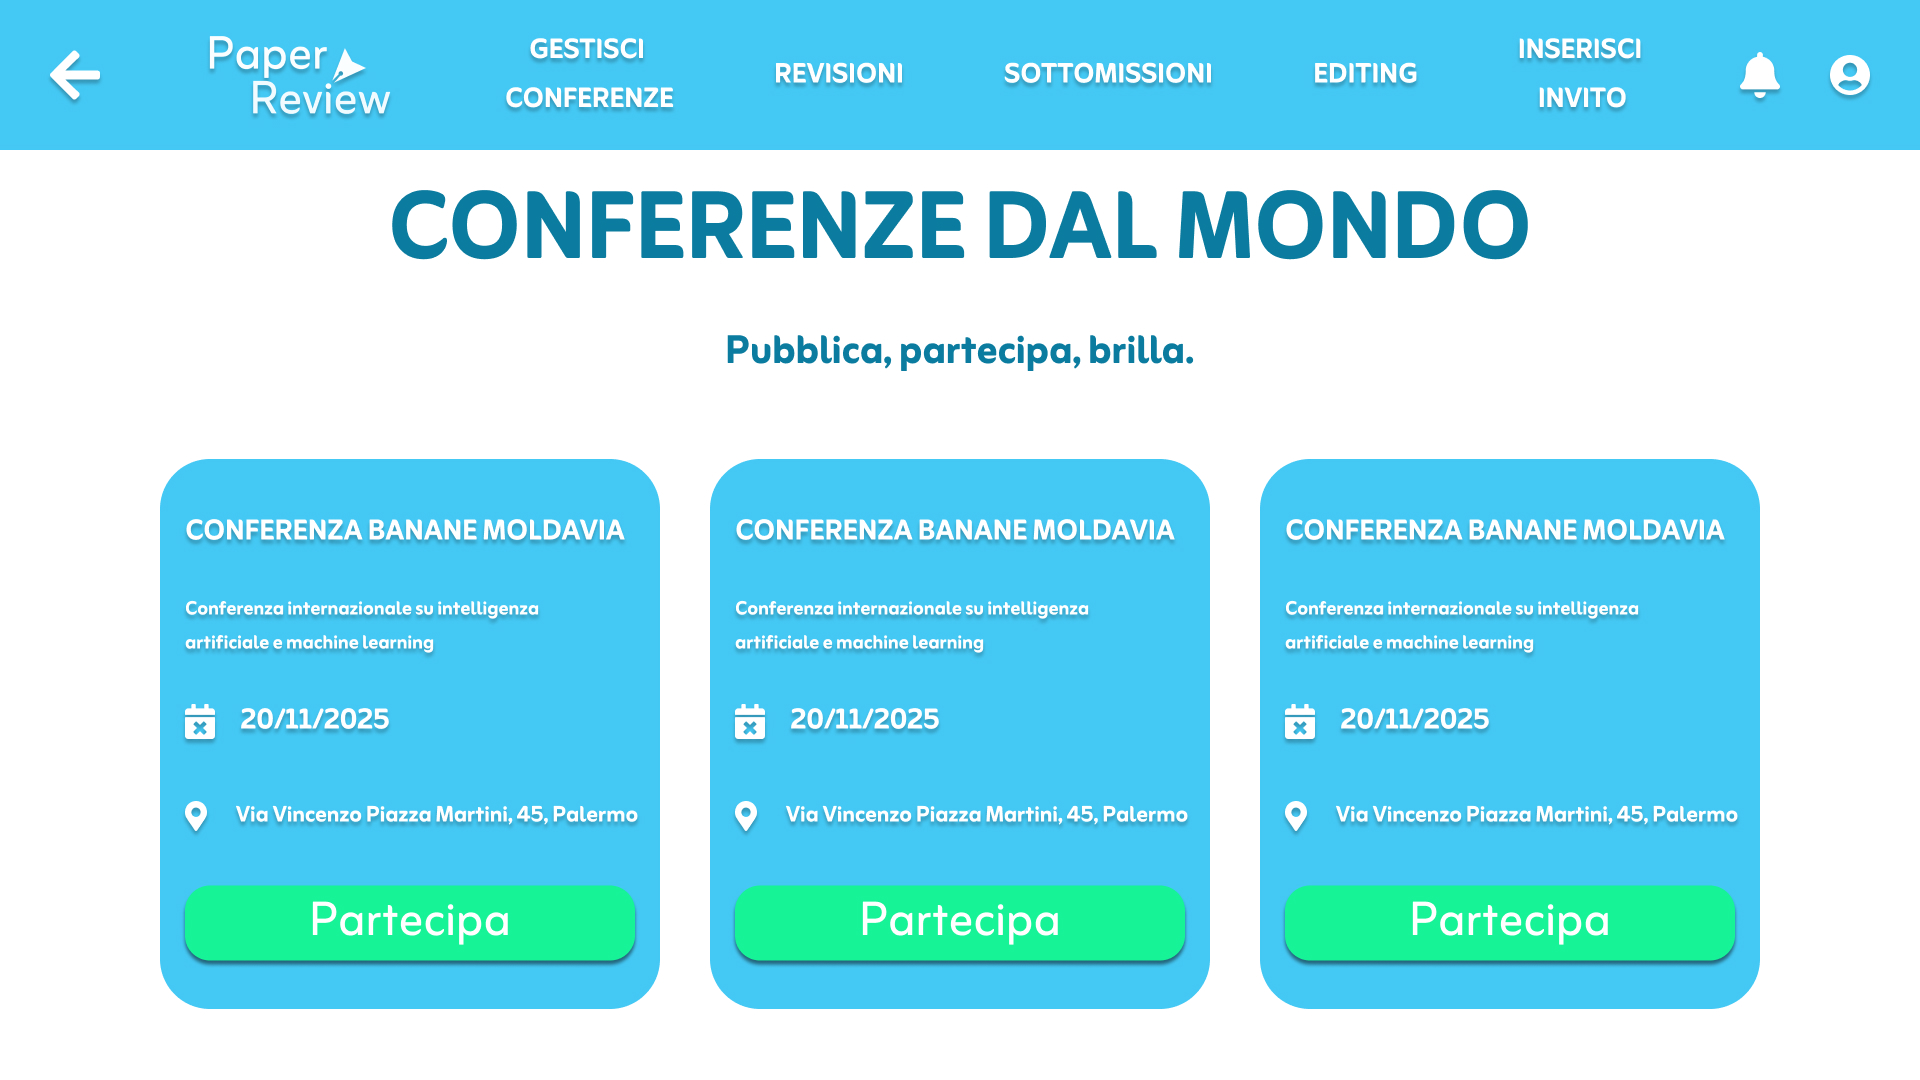 Paper
Review
GESTISCI
CONFERENZE
REVISIONI
SOTTOMISSIONI
EDITING
INSERISCI
INVITO
CONFERENZE DAL MONDO
Pubblica, partecipa, brilla.
CONFERENZA BANANE MOLDAVIA
Conferenza internazionale su intelligenza
artificiale e machine learning
20/11/2025
Via Vincenzo Piazza Martini, 45, Palermo
Partecipa
CONFERENZA BANANE MOLDAVIA
Conferenza internazionale su intelligenza
artificiale e machine learning
20/11/2025
Via Vincenzo Piazza Martini, 45, Palermo
Partecipa
CONFERENZA BANANE MOLDAVIA
Conferenza internazionale su intelligenza
artificiale e machine learning
20/11/2025
Via Vincenzo Piazza Martini, 45, Palermo
Partecipa